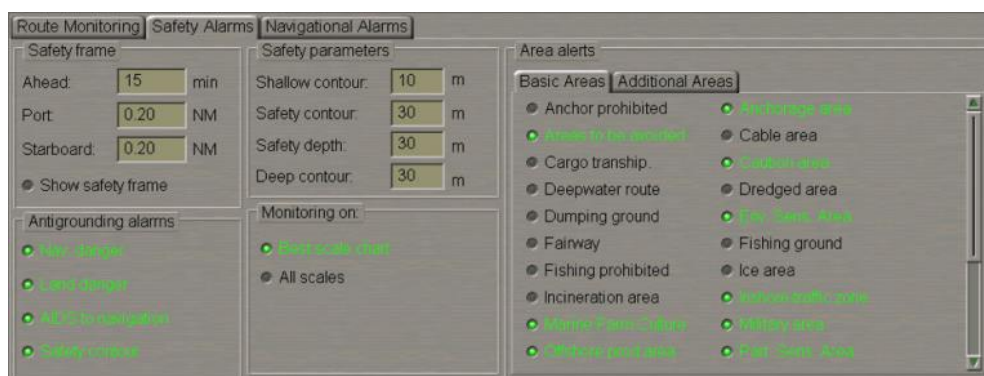 Route Monitoring Safety Alarms Navigational Alarms
Safety frame
Ahead: 15 min
Port: 0.20 NM
Starboard: 0.20 NM
Show safety frame
Antigrounding alarms
Nav. danger
Land danger
AIDS to navigation
Safety contour
Safety parameters
Shallow contour: 10 m
Safety contour: 30 m
Safety depth: 30 m
Deep contour: 30 m
Monitoring on:
Best scale chart
All scales
Area alerts
Basic Areas Additional Areas
Anchor prohibited Anchorage area
Areas to be avoided Cable area
Cargo tranship. Caution area
Deepwater route Dredged area
Dumping ground Env. Sens. Area
Fairway Fishing ground
Fishing prohibited Ice area
Incineration area Inshore traffic zone
Marine Farm Culture Military area
Offshore prod area Part. Sens. Area